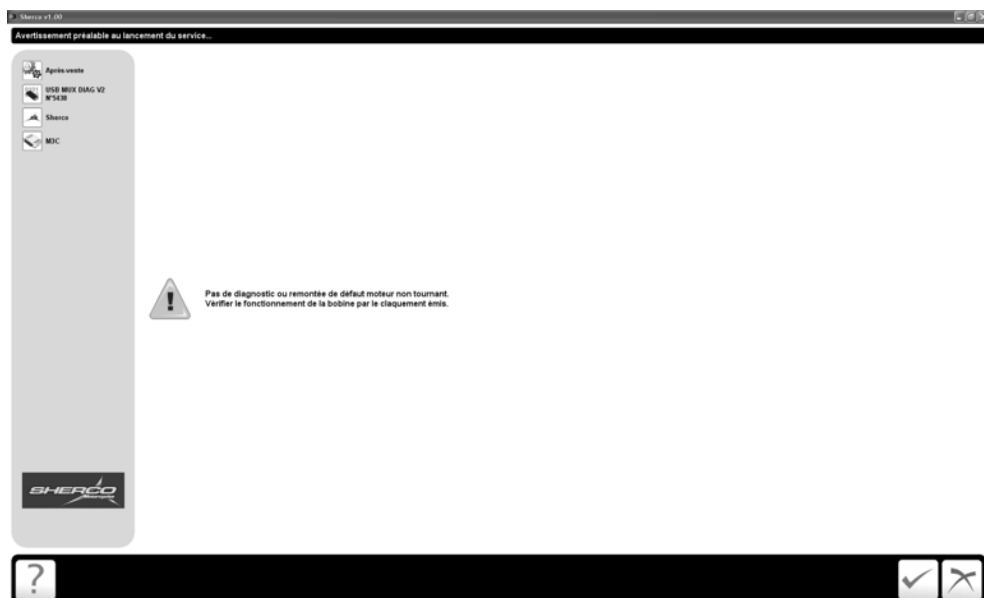 Sherco v1.00
Avertissement préalable au lancement du service...
Après-vente
USB MUX DIAG V2
N°5438
Sherco
M3C
Pas de diagnostic ou remontée de défaut moteur non tournant.
Vérifier le fonctionnement de la bobine par le claquement émis.
SHERCO
?